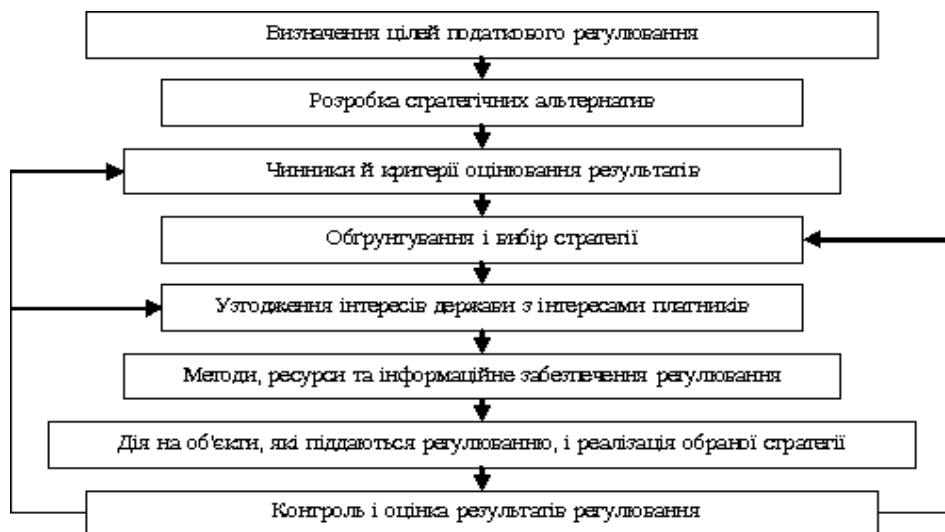 Визначення цілей податкового регулювання
Розробка стратегічних альтернатив
Чинники й критерії оцінювання результатів
Обґрунтування і вибір стратегії
Узгодження інтересів держави з інтересами платників
Методи, ресурси та інформаційне забезпечення регулювання
Дія на об'єкти, які піддаються регулюванню, і реалізація обраної стратегії
Контроль і оцінка результатів регулювання